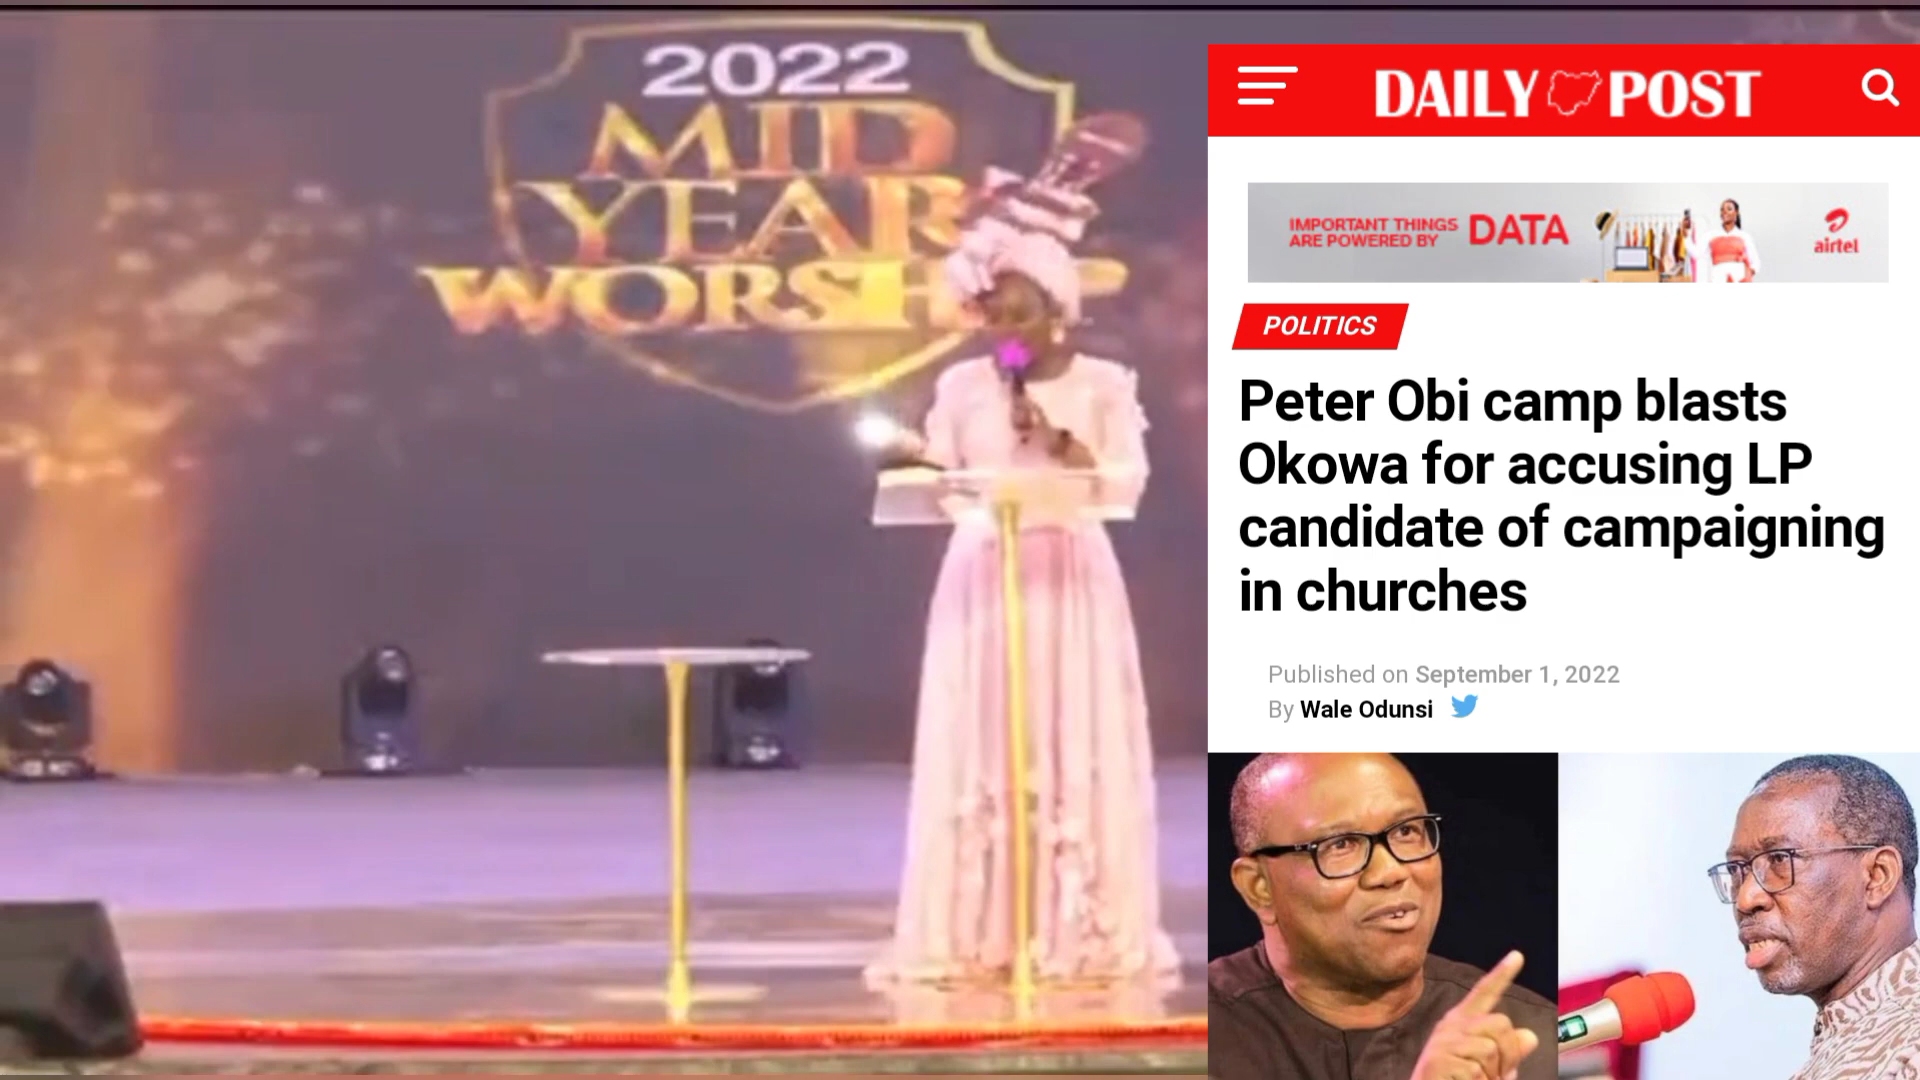 2022
MID
YEAR
WORSHIP
DAILY POST
IMPORTANT THINGS
ARE POWERED BY DATA
airtel
POLITICS
Peter Obi camp blasts
Okowa for accusing LP
candidate of campaigning
in churches
Published on September 1, 2022
By Wale Odunsi